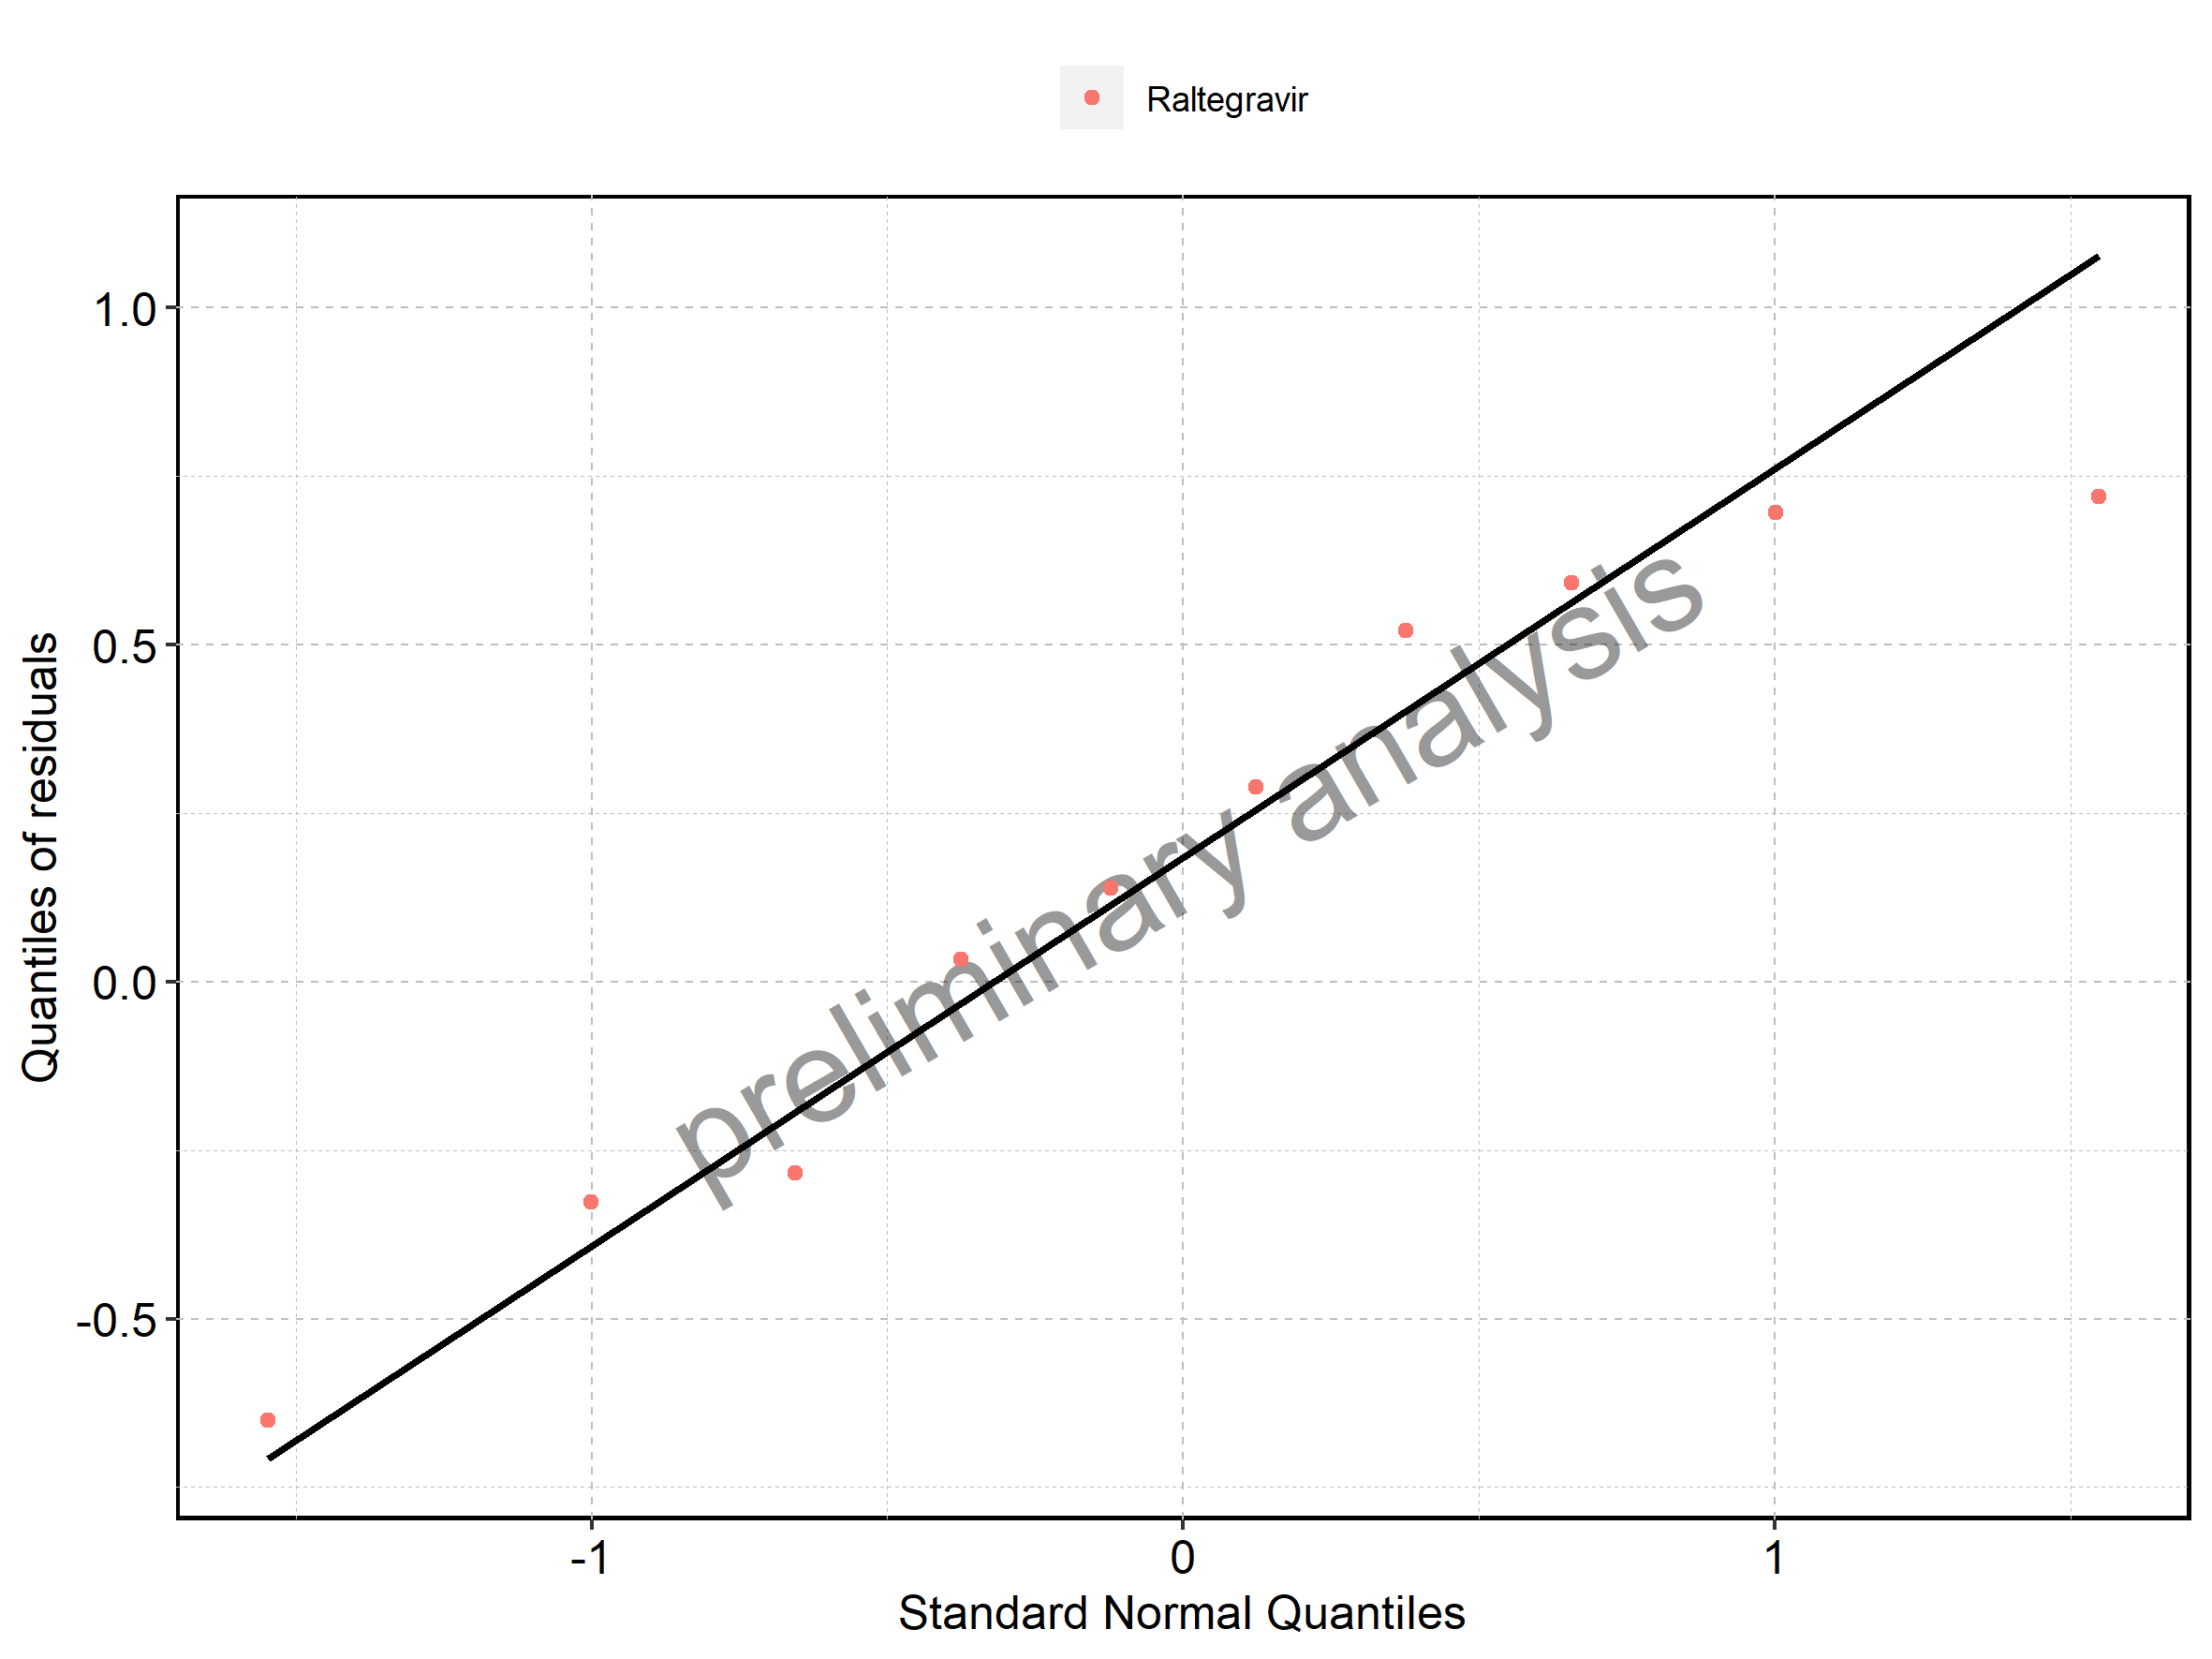 Raltegravir
1.0
0.5
0.0
-0.5
Quantiles of residuals
preliminary analysis
-1
0
1
Standard Normal Quantiles